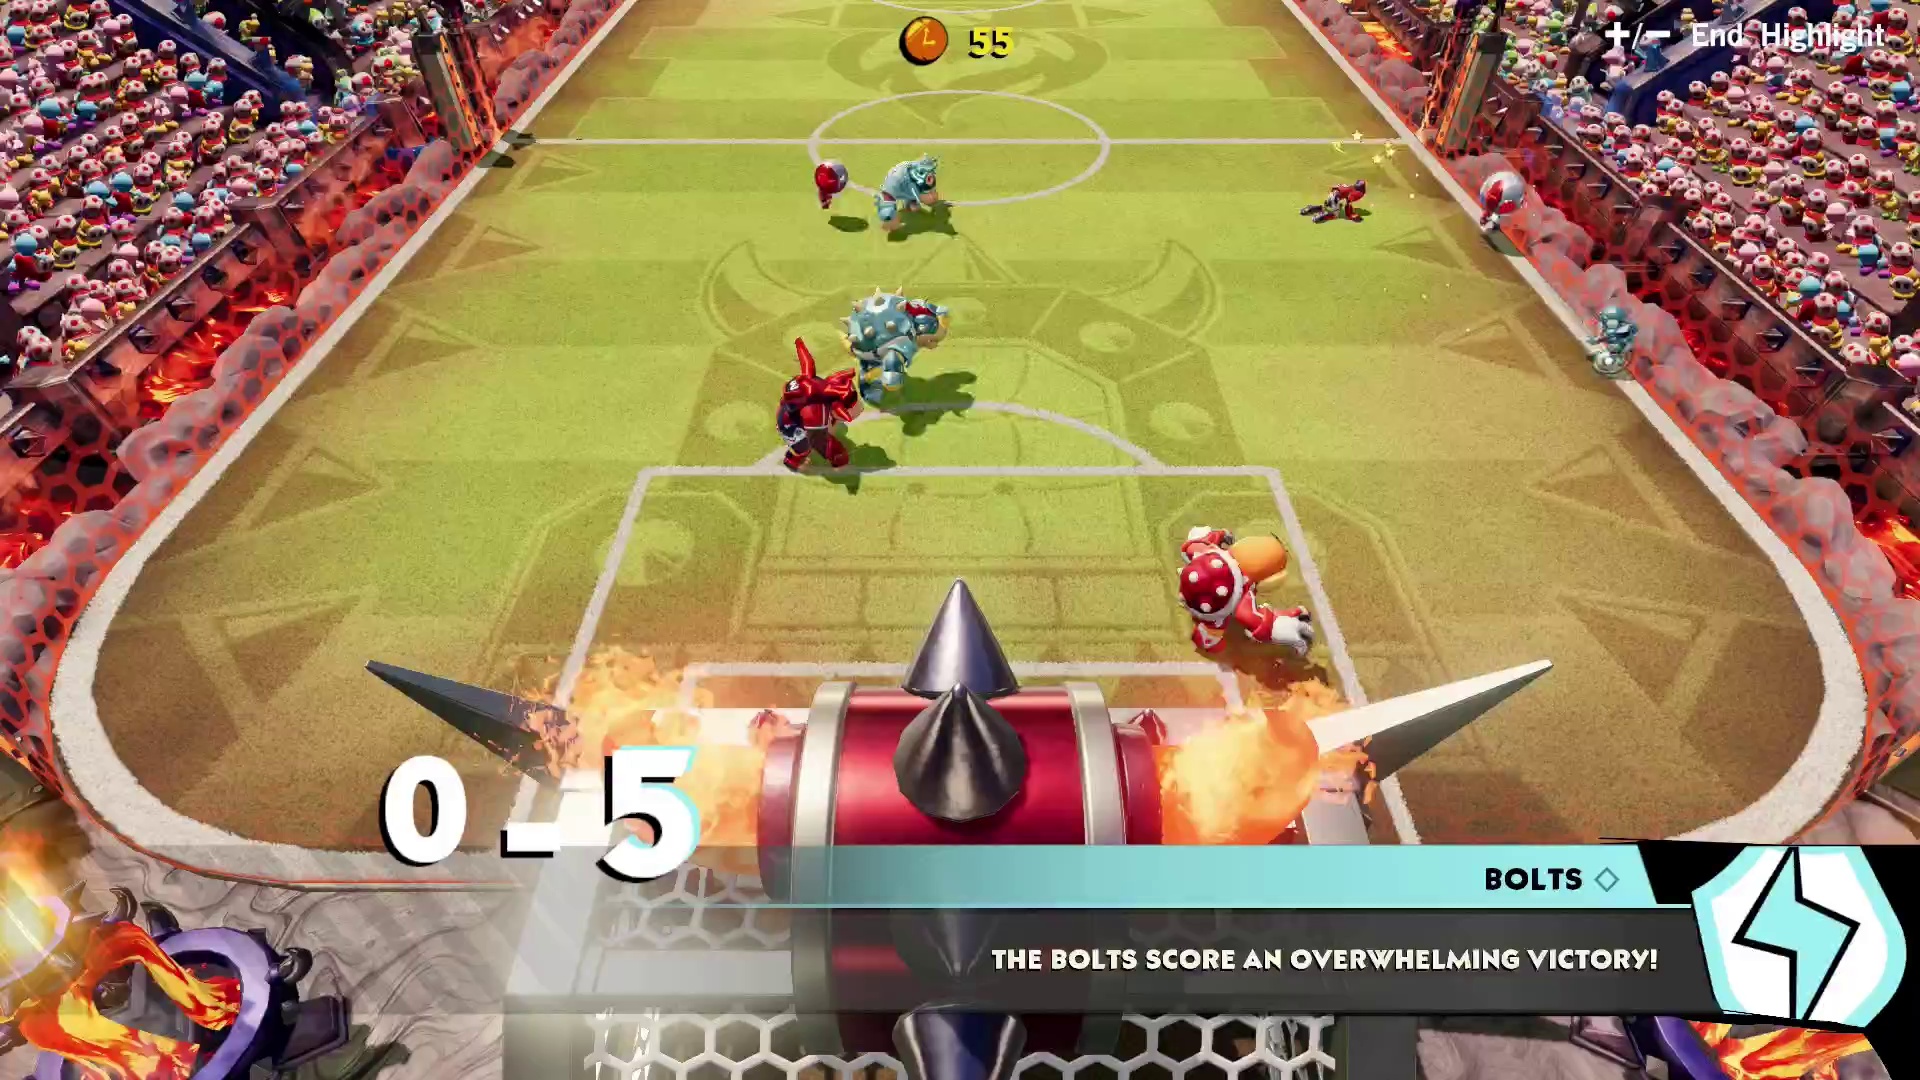 55
+/- End Highlight
0 - 5
BOLTS
THE BOLTS SCORE AN OVERWHELMING VICTORY!